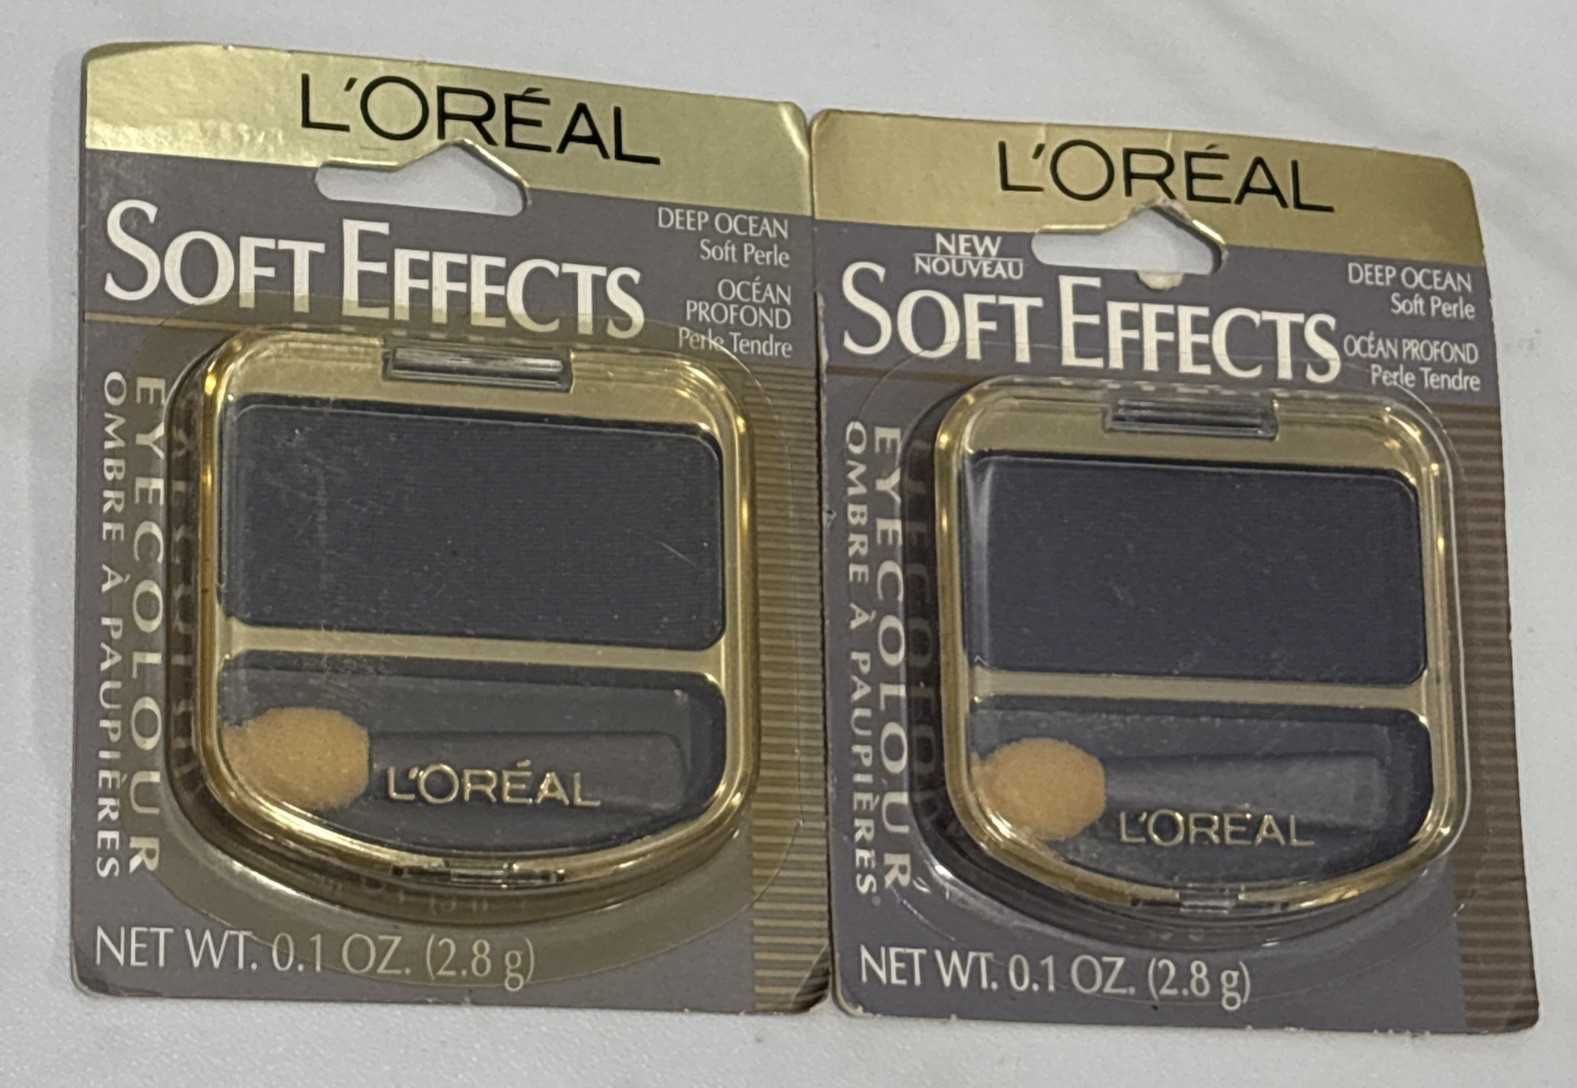 L'ORÉAL
SOFT EFFECTS
DEEP OCEAN
Soft Perle
OCÉAN
PROFOND
Perle Tendre
EYECOLOUR
OMBRE À PAUPIÈRES
L'ORÉAL
NET WT. 0.1 OZ. (2.8 g)
L'ORÉAL
NEW
NOUVEAU
SOFT EFFECTS
DEEP OCEAN
Soft Perle
OCÉAN PROFOND
Perle Tendre
EYECOLOUR
OMBRE À PAUPIÈRES
L'ORÉAL
NET WT. 0.1 OZ. (2.8 g)